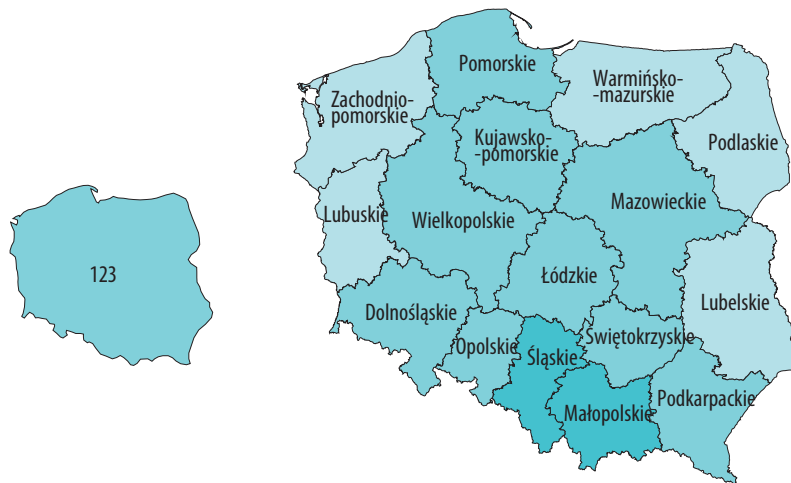 Pomorskie
Warmińsko-
-mazurskie
Zachodnio-
pomorskie
Kujawsko-
-pomorskie
Podlaskie
Lubuskie
Wielkopolskie
Mazowieckie
123
Łódzkie
Lubelskie
Dolnośląskie
Opolskie
Śląskie
Świętokrzyskie
Małopolskie
Podkarpackie